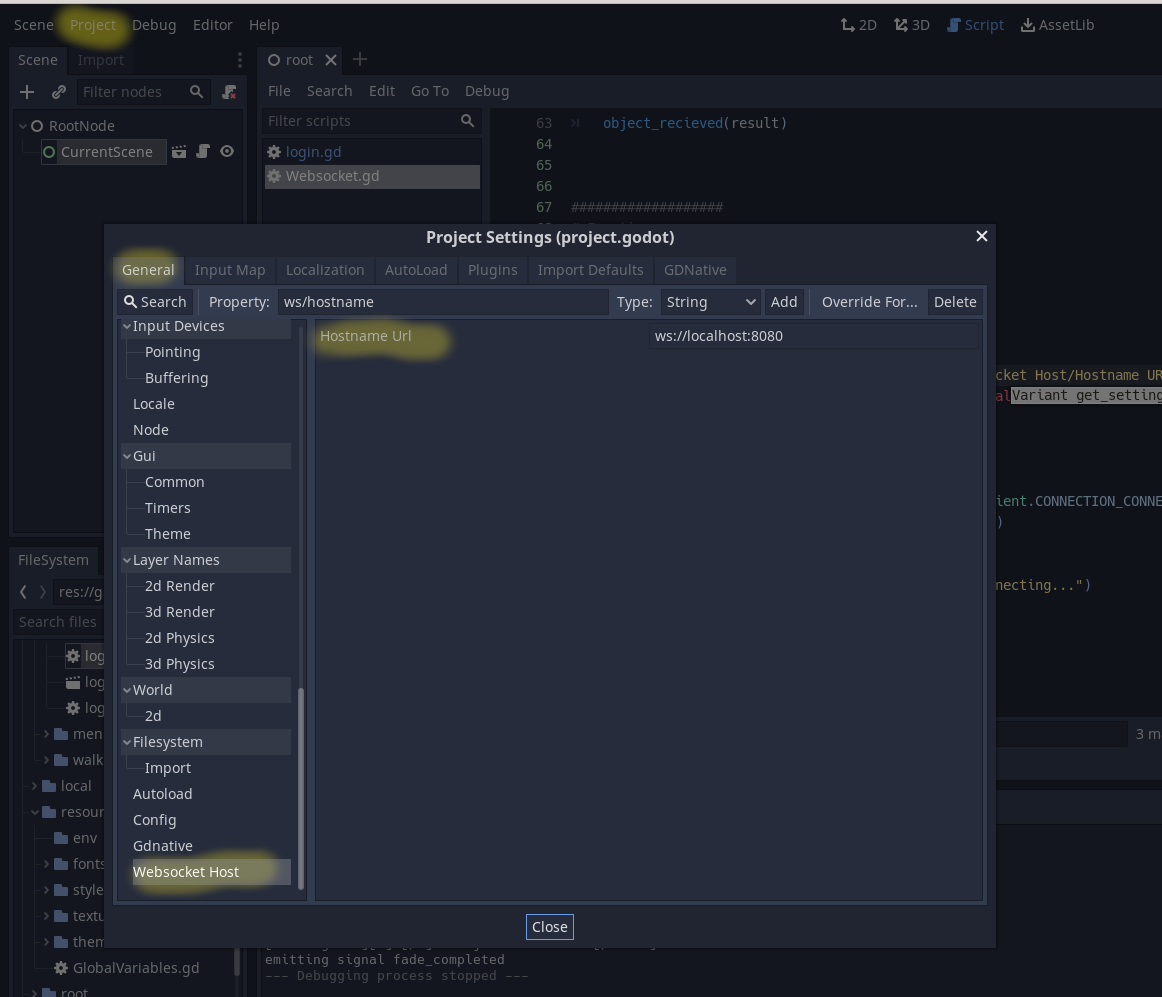 Scene Project Debug Editor Help
2D 3D Script AssetLib
Scene Import
root
Filter nodes
File Search Edit Go To Debug
RootNode
CurrentScene
Filter scripts
login.gd
Websocket.gd
63 object_recieved(result)
64
65
66
67 ###################
Project Settings (project.godot)
General Input Map Localization AutoLoad Plugins Import Defaults GDNative
Search Property: ws/hostname Type: String Add Override For... Delete
Input Devices
Pointing
Buffering
Locale
Node
Gui
Common
Timers
Theme
Layer Names
2d Render
3d Render
2d Physics
3d Physics
World
2d
Filesystem
Import
Autoload
Config
Gdnative
Websocket Host
Hostname Url ws://localhost:8080
Close
cket Host/Hostname UR
al Variant get_setting
ient.CONNECTION_CONNE
)
necting...")
3 m
FileSystem
res://g
Search files
log
log
log
men
walk
local
resour
env
fonts
style
textu
them
GlobalVariables.gd
root
emitting signal fade_completed
--- Debugging process stopped ---